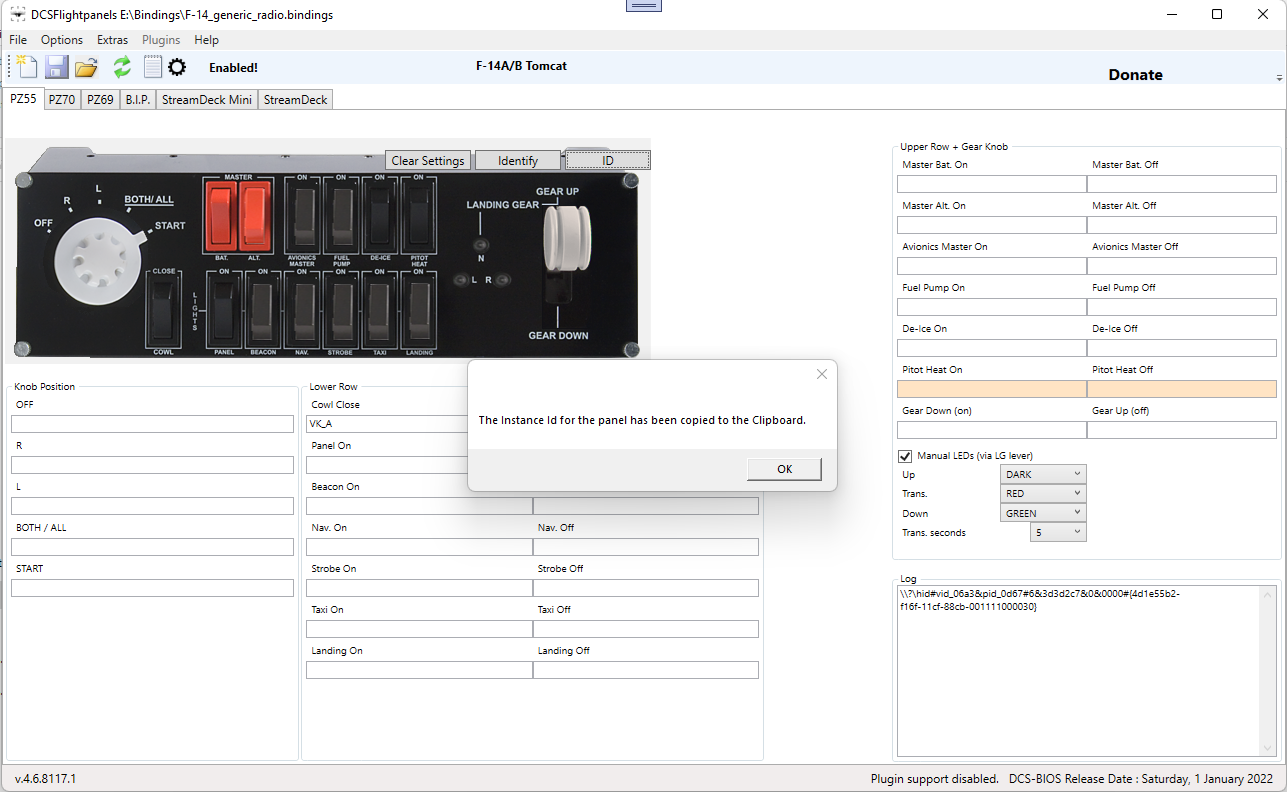 DCSFlightpanels E:\Bindings\F-14_generic_radio.bindings
File Options Extras Plugins Help
Enabled!
F-14A/B Tomcat
Donate
PZ55 PZ70 PZ69 B.I.P. StreamDeck Mini StreamDeck
Clear Settings Identify ID
OFF
R
L
BOTH/ ALL
START
MASTER
BAT. ALT.
ON ON ON ON
AVIONICS MASTER
FUEL PUMP
DE-ICE
PITOT HEAT
CLOSE
COWL
LIGHTS
ON ON ON ON ON ON
PANEL BEACON NAV. STROBE TAXI LANDING
GEAR UP
LANDING GEAR
N
L R
GEAR DOWN
Knob Position
OFF
R
L
BOTH / ALL
START
Lower Row
Cowl Close
VK_A
Panel On
Beacon On
Nav. On Nav. Off
Strobe On Strobe Off
Taxi On Taxi Off
Landing On Landing Off
The Instance Id for the panel has been copied to the Clipboard.
OK
Upper Row + Gear Knob
Master Bat. On Master Bat. Off
Master Alt. On Master Alt. Off
Avionics Master On Avionics Master Off
Fuel Pump On Fuel Pump Off
De-Ice On De-Ice Off
Pitot Heat On Pitot Heat Off
Gear Down (on) Gear Up (off)
Manual LEDs (via LG lever)
Up DARK
Trans. RED
Down GREEN
Trans. seconds 5
Log
\\?\hid#vid_06a3&pid_0d67#6&3d3d2c7&0&0000#{4d1e55b2-
f16f-11cf-88cb-001111000030}
v.4.6.8117.1
Plugin support disabled. DCS-BIOS Release Date : Saturday, 1 January 2022